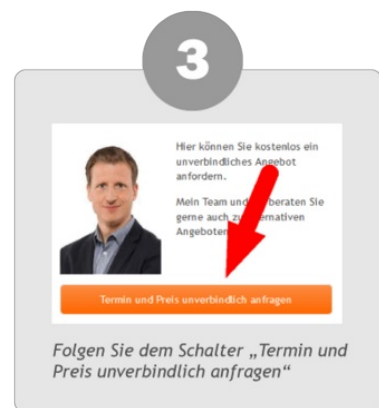 3
Hier können Sie kostenlos ein
unverbindliches Angebot
anfordern.
Mein Team und beraten Sie
gerne auch zu ernativen
Angeboten
Termin und Preis unverbindlich anfragen
Folgen Sie dem Schalter „Termin und
Preis unverbindlich anfragen“